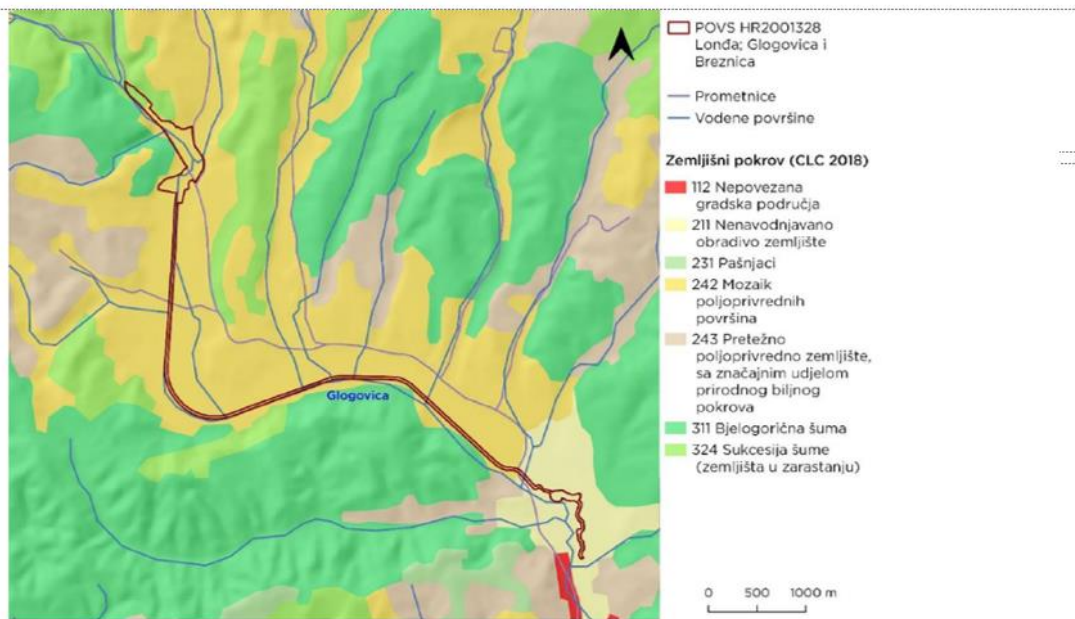 POVS HR2001328
Lonđa; Glogovica i
Breznica
Prometnice
Vodene površine
Zemljišni pokrov (CLC 2018)
112 Nepovezana
gradska područja
211 Nenavodnjavano
obradivo zemljište
231 Pašnjaci
242 Mozaik
poljoprivrednih
površina
243 Pretežno
poljoprivredno zemljište,
sa značajnim udjelom
prirodnog biljnog
pokrova
311 Bjelogorična šuma
324 Sukcesija šume
(zemljišta u zarastanju)
Glogovica
0 500 1000 m